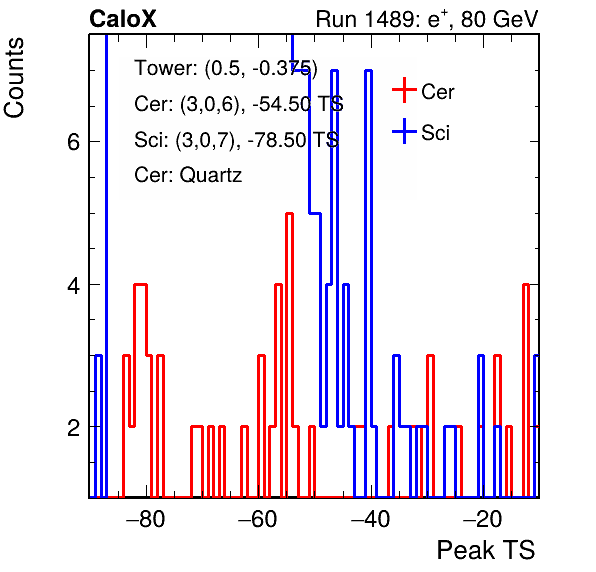 CaloX Run 1489: e⁺, 80 GeV
Counts
Tower: (0.5, -0.375)
Cer: (3,0,6), -54.50 TS
Sci: (3,0,7), -78.50 TS
Cer: Quartz
Cer
Sci
6
4
2
−80 −60 −40 −20
Peak TS